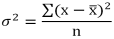 σ² = Σ(x − x̄)² / n